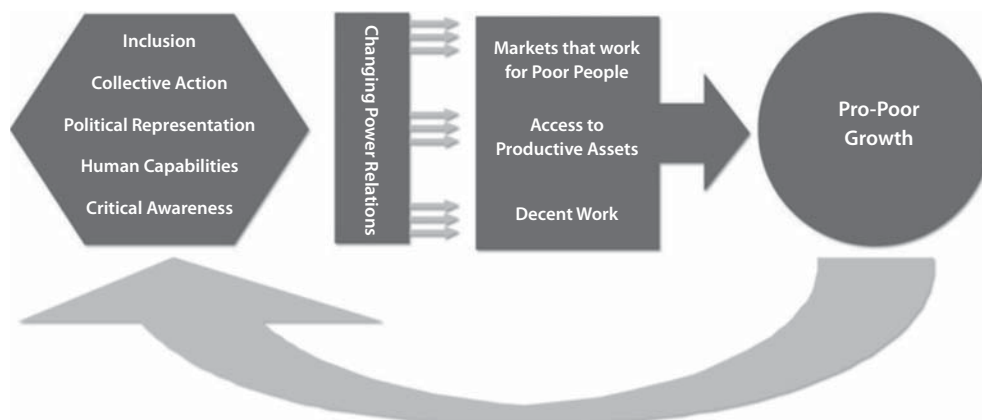 Inclusion
Collective Action
Political Representation
Human Capabilities
Critical Awareness
Changing Power Relations
Markets that work
for Poor People
Access to
Productive Assets
Decent Work
Pro-Poor
Growth